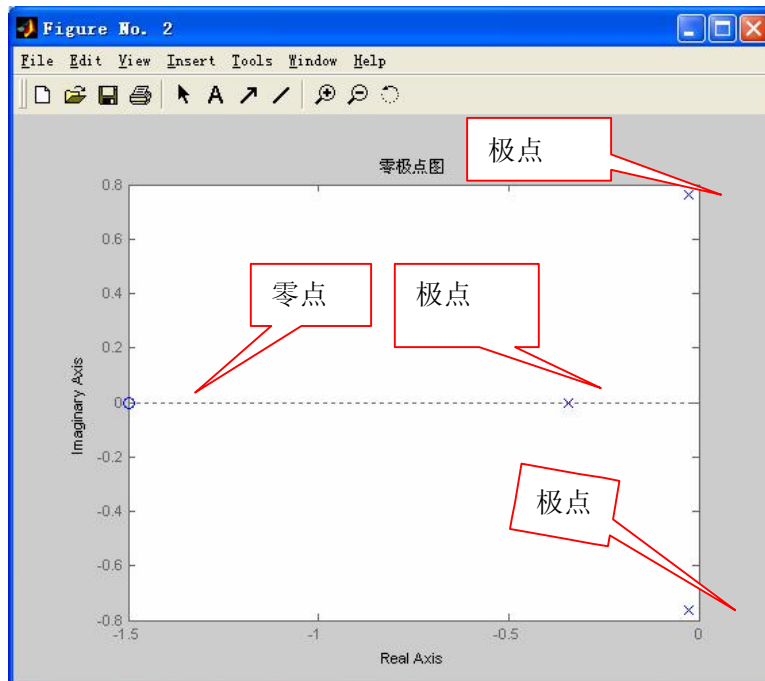 Figure No. 2
File Edit View Insert Tools Window Help
A
极点
零极点图
0.8
0.6
0.4
0.2
0
-0.2
-0.4
-0.6
-0.8
零点
极点
极点
Imaginary Axis
-1.5
-1
-0.5
0
Real Axis